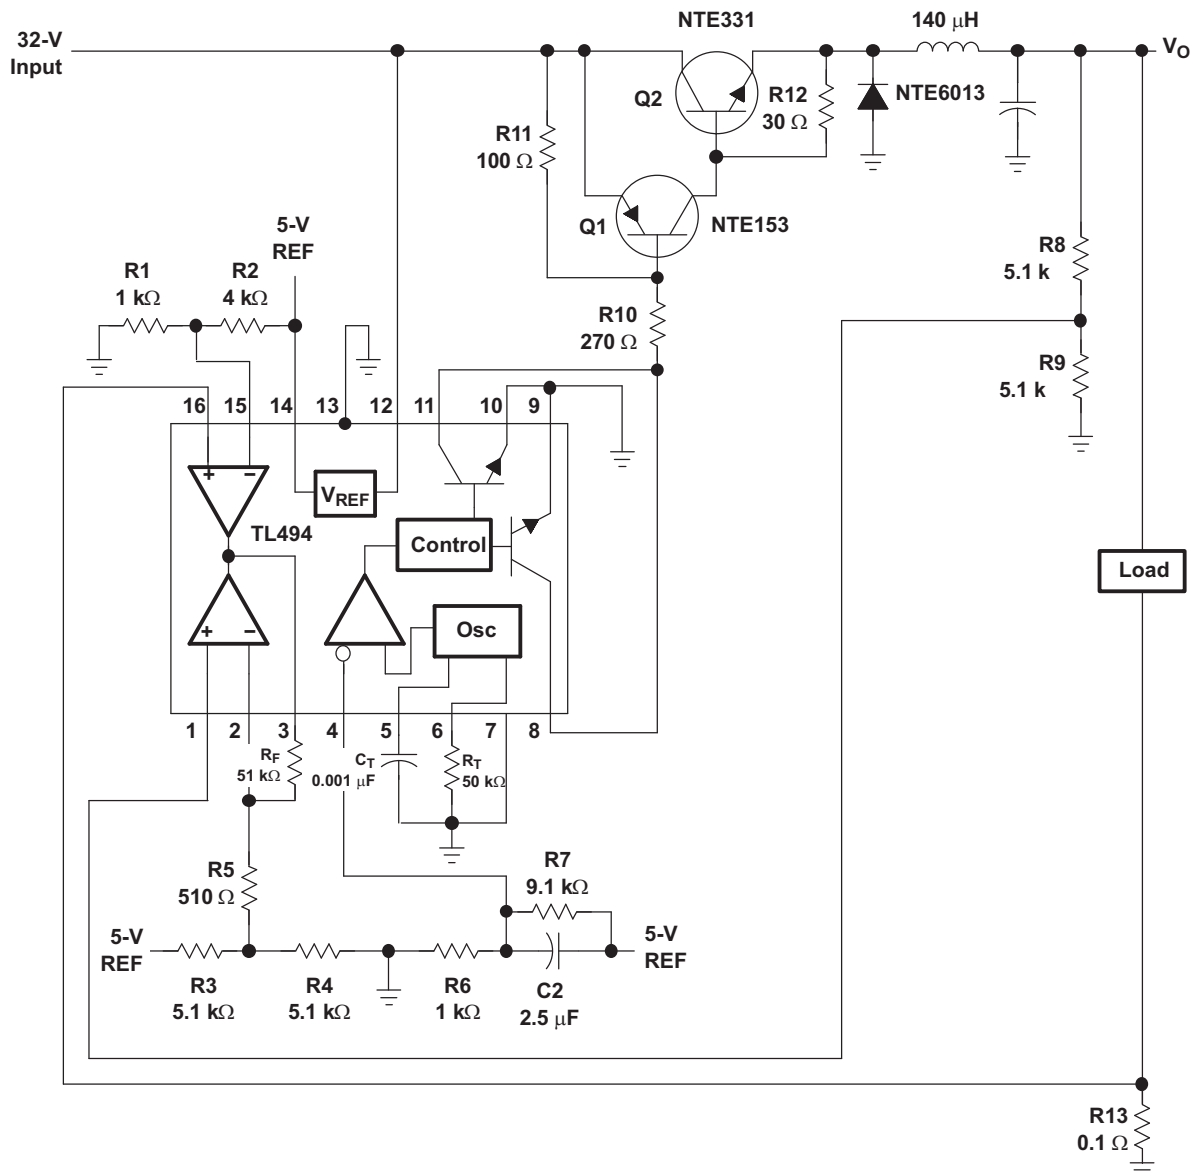 NTE331
140 μH
32-V
Input
VO
Q2
R12
30 Ω
NTE6013
R11
100 Ω
Q1
NTE153
5-V
REF
R1
1 kΩ
R2
4 kΩ
R8
5.1 k
R10
270 Ω
R9
5.1 k
16 15 14 13 12 11 10 9
+ −
VREF
TL494
Control
+ −
Osc
Load
1 2 3 4 5 6 7 8
RF
51 kΩ
CT
0.001 μF
RT
50 kΩ
R5
510 Ω
R7
9.1 kΩ
5-V
REF
5-V
REF
R3
5.1 kΩ
R4
5.1 kΩ
R6
1 kΩ
C2
2.5 μF
R13
0.1 Ω